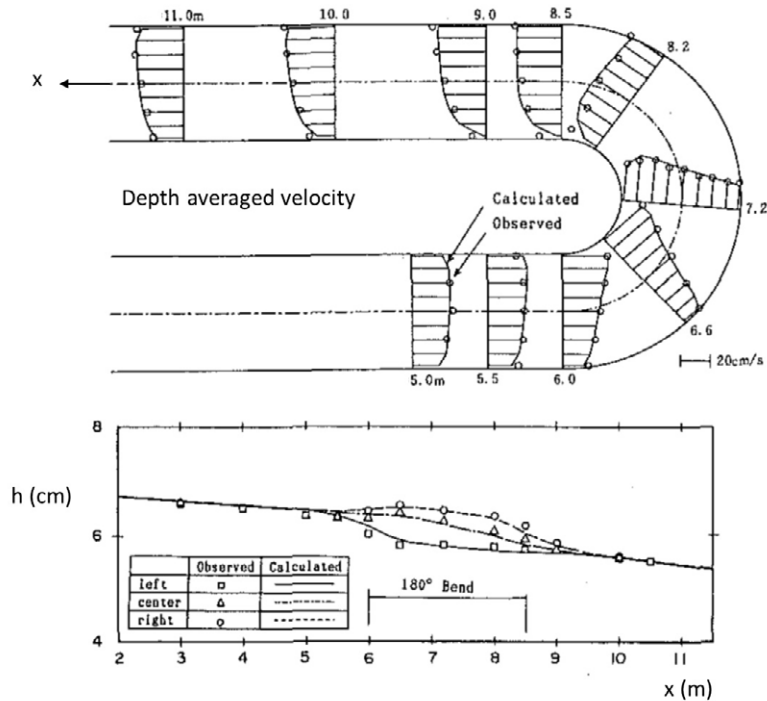 11.0m 10.0 9.0 8.5
8.2
X
Depth averaged velocity
Calculated
Observed
7.2
6.6
5.0m 5.5 6.0
20cm/s
8
h (cm)
6
Observed Calculated
left
center
right
180° Bend
4
2 3 4 5 6 7 8 9 10 11
x (m)